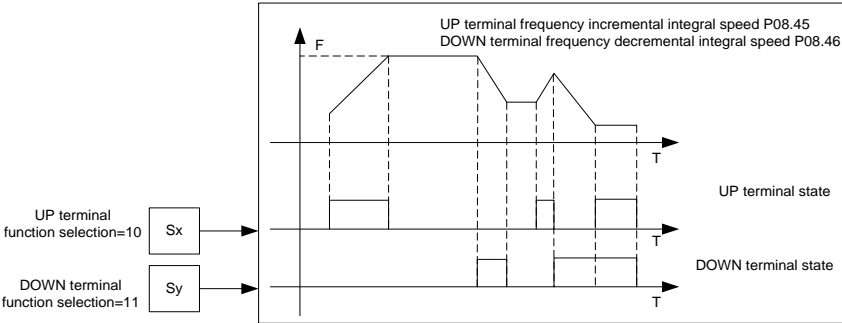 UP terminal frequency incremental integral speed P08.45
DOWN terminal frequency decremental integral speed P08.46
F
T
UP terminal state
UP terminal
function selection=10
Sx
T
DOWN terminal state
DOWN terminal
function selection=11
Sy
T